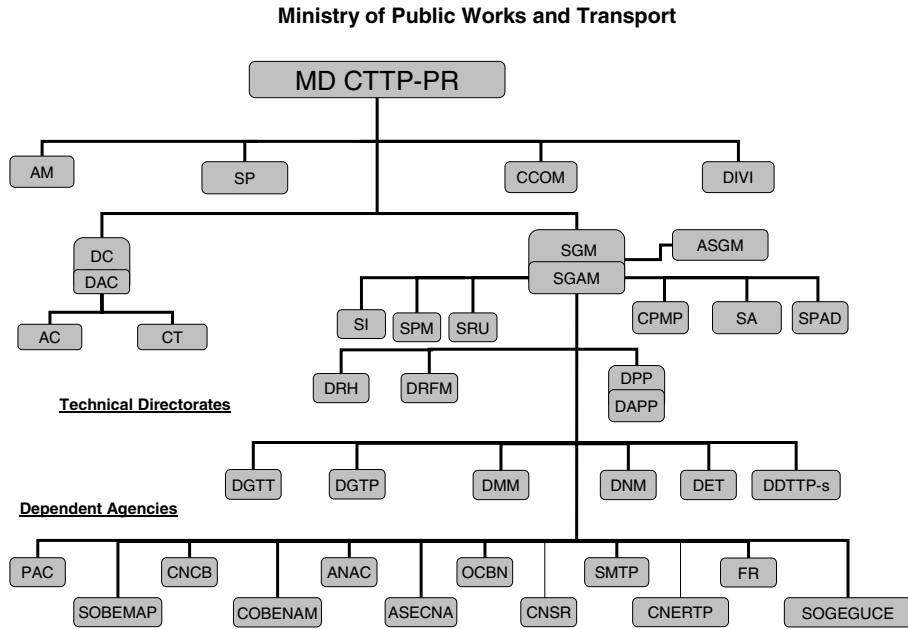 Ministry of Public Works and Transport
MD CTTP-PR
AM
SP
CCOM
DIVI
DC
DAC
SGM
SGAM
ASGM
AC
CT
SI
SPM
SRU
CPMP
SA
SPAD
DRH
DRFM
DPP
DAPP
Technical Directorates
DGTT
DGTP
DMM
DNM
DET
DDTTP-s
Dependent Agencies
PAC
CNCB
ANAC
OCBN
SMTP
FR
SOBEMAP
COBENAM
ASECNA
CNSR
CNERTP
SOGEGUCE